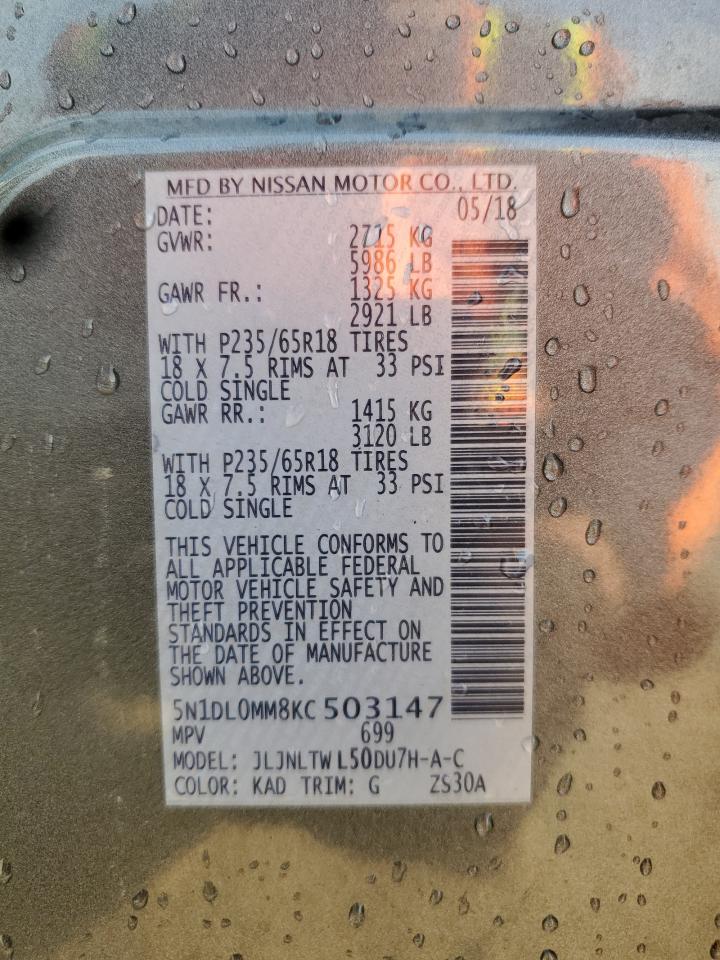 MFD BY NISSAN MOTOR CO., LTD.
DATE: 05/18
GVWR: 2715 KG
5986 LB
GAWR FR.: 1325 KG
2921 LB
WITH P235/65R18 TIRES
18 X 7.5 RIMS AT 33 PSI
COLD SINGLE
GAWR RR.: 1415 KG
3120 LB
WITH P235/65R18 TIRES
18 X 7.5 RIMS AT 33 PSI
COLD SINGLE
THIS VEHICLE CONFORMS TO
ALL APPLICABLE FEDERAL
MOTOR VEHICLE SAFETY AND
THEFT PREVENTION
STANDARDS IN EFFECT ON
THE DATE OF MANUFACTURE
SHOWN ABOVE.
5N1DL0MM8KC 503147
MPV 699
MODEL: JLJNLTW L50DU7H-A-C
COLOR: KAD TRIM: G ZS30A